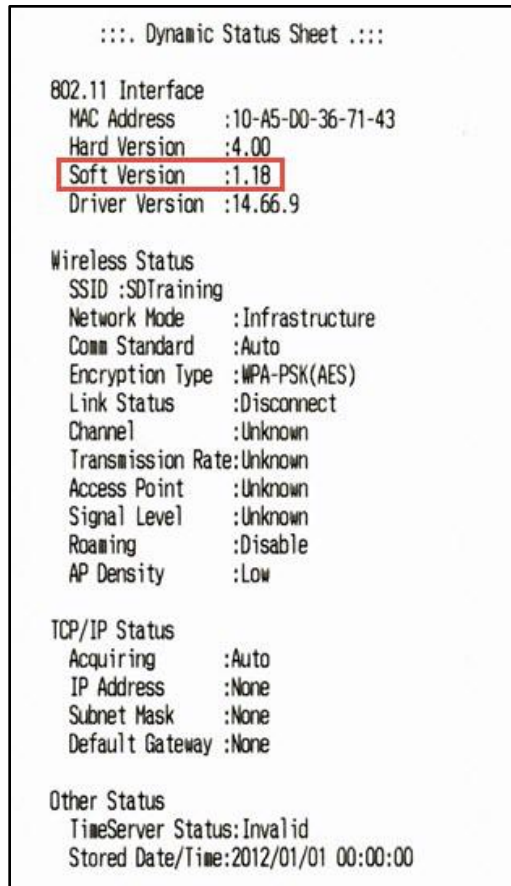 :::. Dynamic Status Sheet .:::
802.11 Interface
MAC Address :10-A5-D0-36-71-43
Hard Version :4.00
Soft Version :1.18
Driver Version :14.66.9
Wireless Status
SSID :SDTraining
Network Mode :Infrastructure
Comm Standard :Auto
Encryption Type :WPA-PSK(AES)
Link Status :Disconnect
Channel :Unknown
Transmission Rate:Unknown
Access Point :Unknown
Signal Level :Unknown
Roaming :Disable
AP Density :Low
TCP/IP Status
Acquiring :Auto
IP Address :None
Subnet Mask :None
Default Gateway :None
Other Status
TimeServer Status:Invalid
Stored Date/Time:2012/01/01 00:00:00